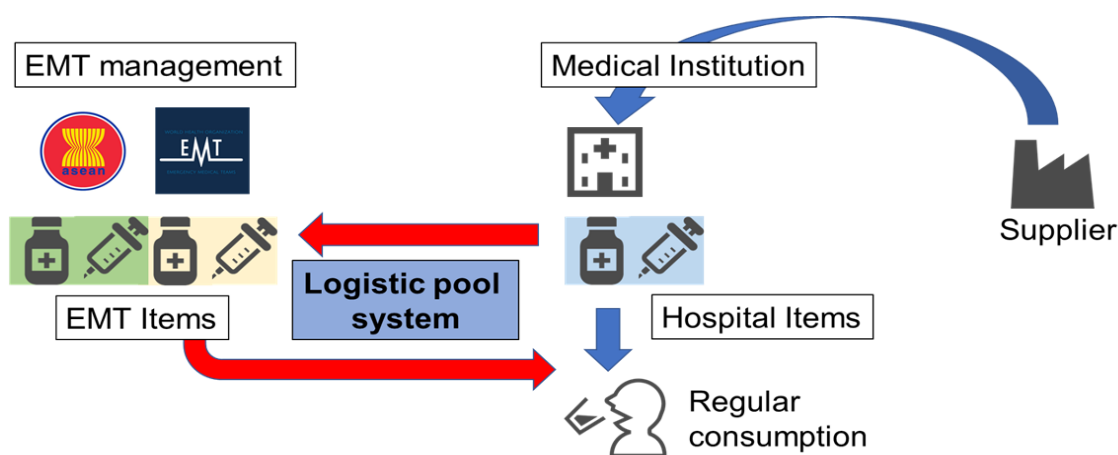 EMT management
Medical Institution
asean
EMT
Supplier
Logistic pool
system
EMT Items
Hospital Items
Regular
consumption